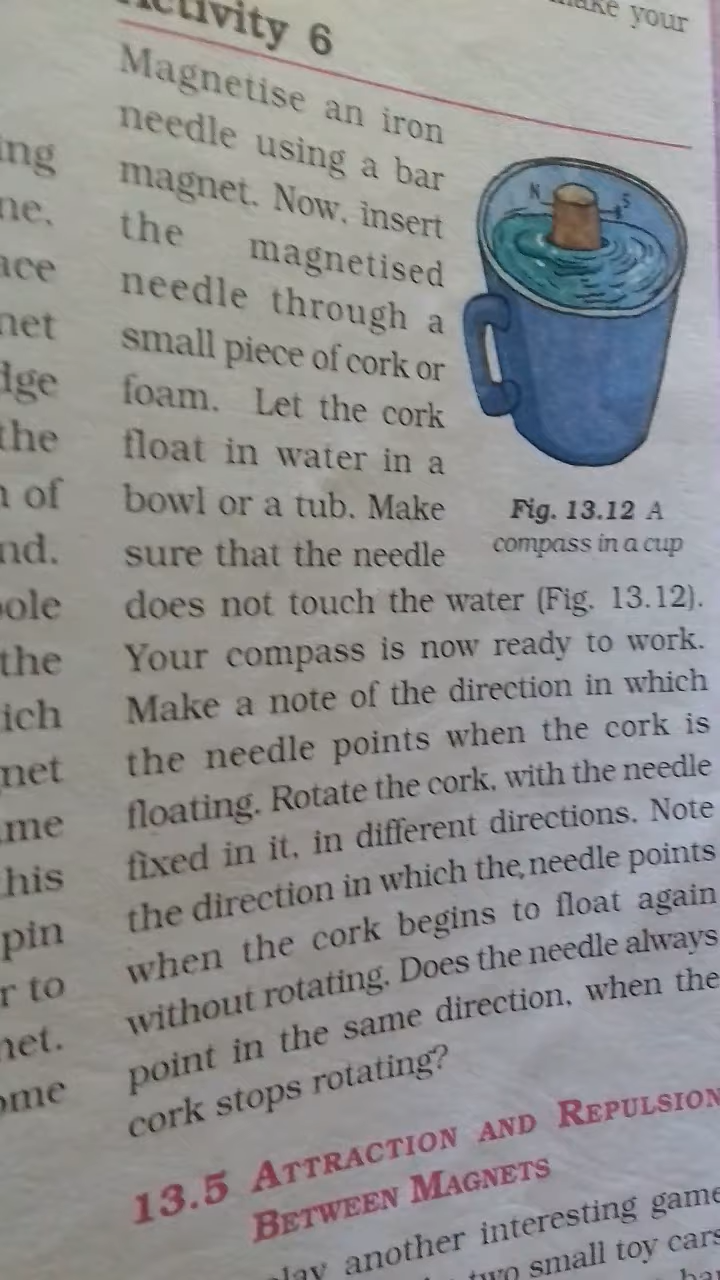 Activity 6
make your
Magnetise an iron
needle using a bar
magnet. Now, insert
the magnetised
needle through a
small piece of cork or
foam. Let the cork
float in water in a
bowl or a tub. Make
sure that the needle
does not touch the water (Fig. 13.12).
Your compass is now ready to work.
Make a note of the direction in which
the needle points when the cork is
floating. Rotate the cork, with the needle
fixed in it, in different directions. Note
the direction in which the needle points
when the cork begins to float again
without rotating. Does the needle always
point in the same direction, when the
cork stops rotating?
N S
Fig. 13.12 A
compass in a cup
13.5 ATTRACTION AND REPULSION
BETWEEN MAGNETS
another interesting game
two small toy cars
ing
ne.
ace
net
dge
the
of
nd.
ole
the
ich
net
me
his
pin
r to
net.
ome